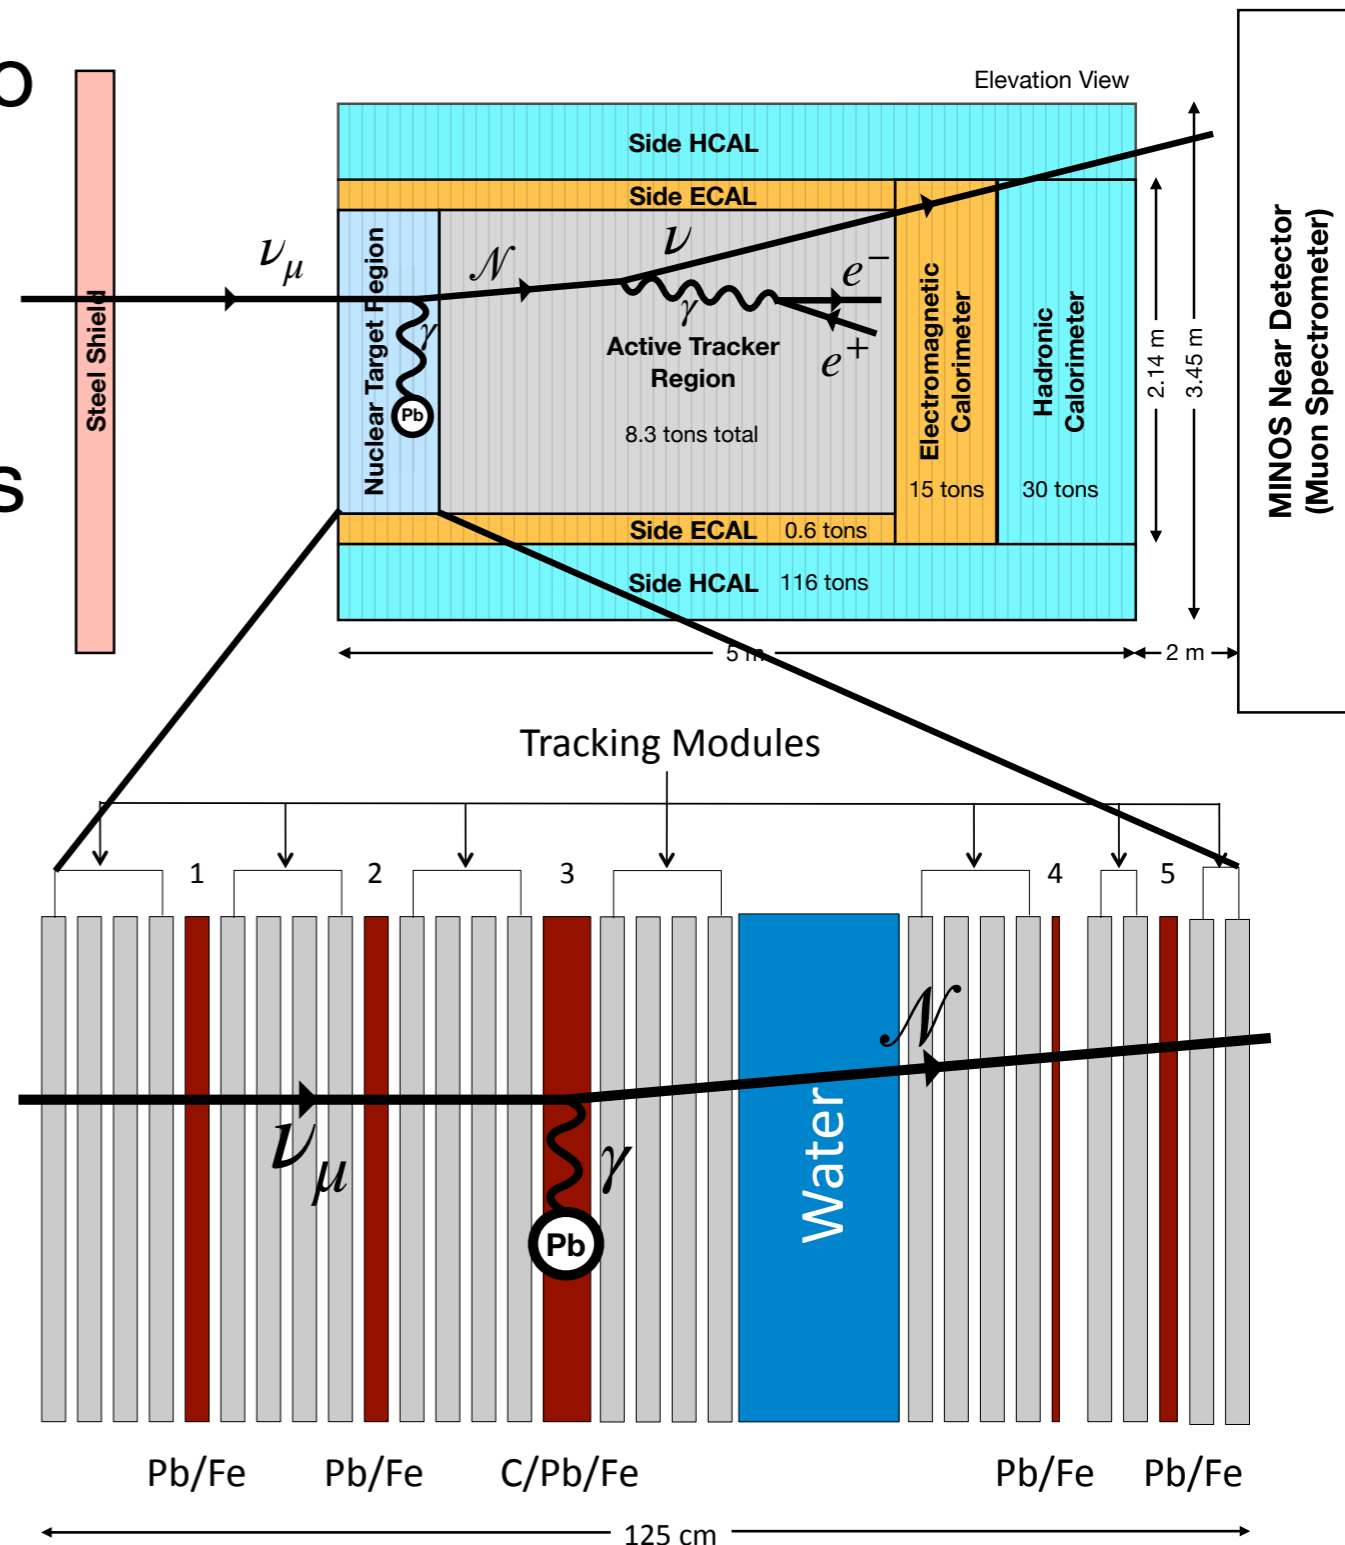 o
s
Elevation View
Side HCAL
Side ECAL
Steel Shield
Nuclear Target Region
ν_μ
𝒩
ν
γ
e⁻
γ
e⁺
Pb
Active Tracker
Region
8.3 tons total
Electromagnetic
Calorimeter
15 tons
Hadronic
Calorimeter
30 tons
2.14 m
3.45 m
MINOS Near Detector
(Muon Spectrometer)
Side ECAL 0.6 tons
Side HCAL 116 tons
5 m
2 m
Tracking Modules
1
2
3
4
5
𝒩
ν_μ
γ
Pb
Water
Pb/Fe
Pb/Fe
C/Pb/Fe
Pb/Fe
Pb/Fe
125 cm